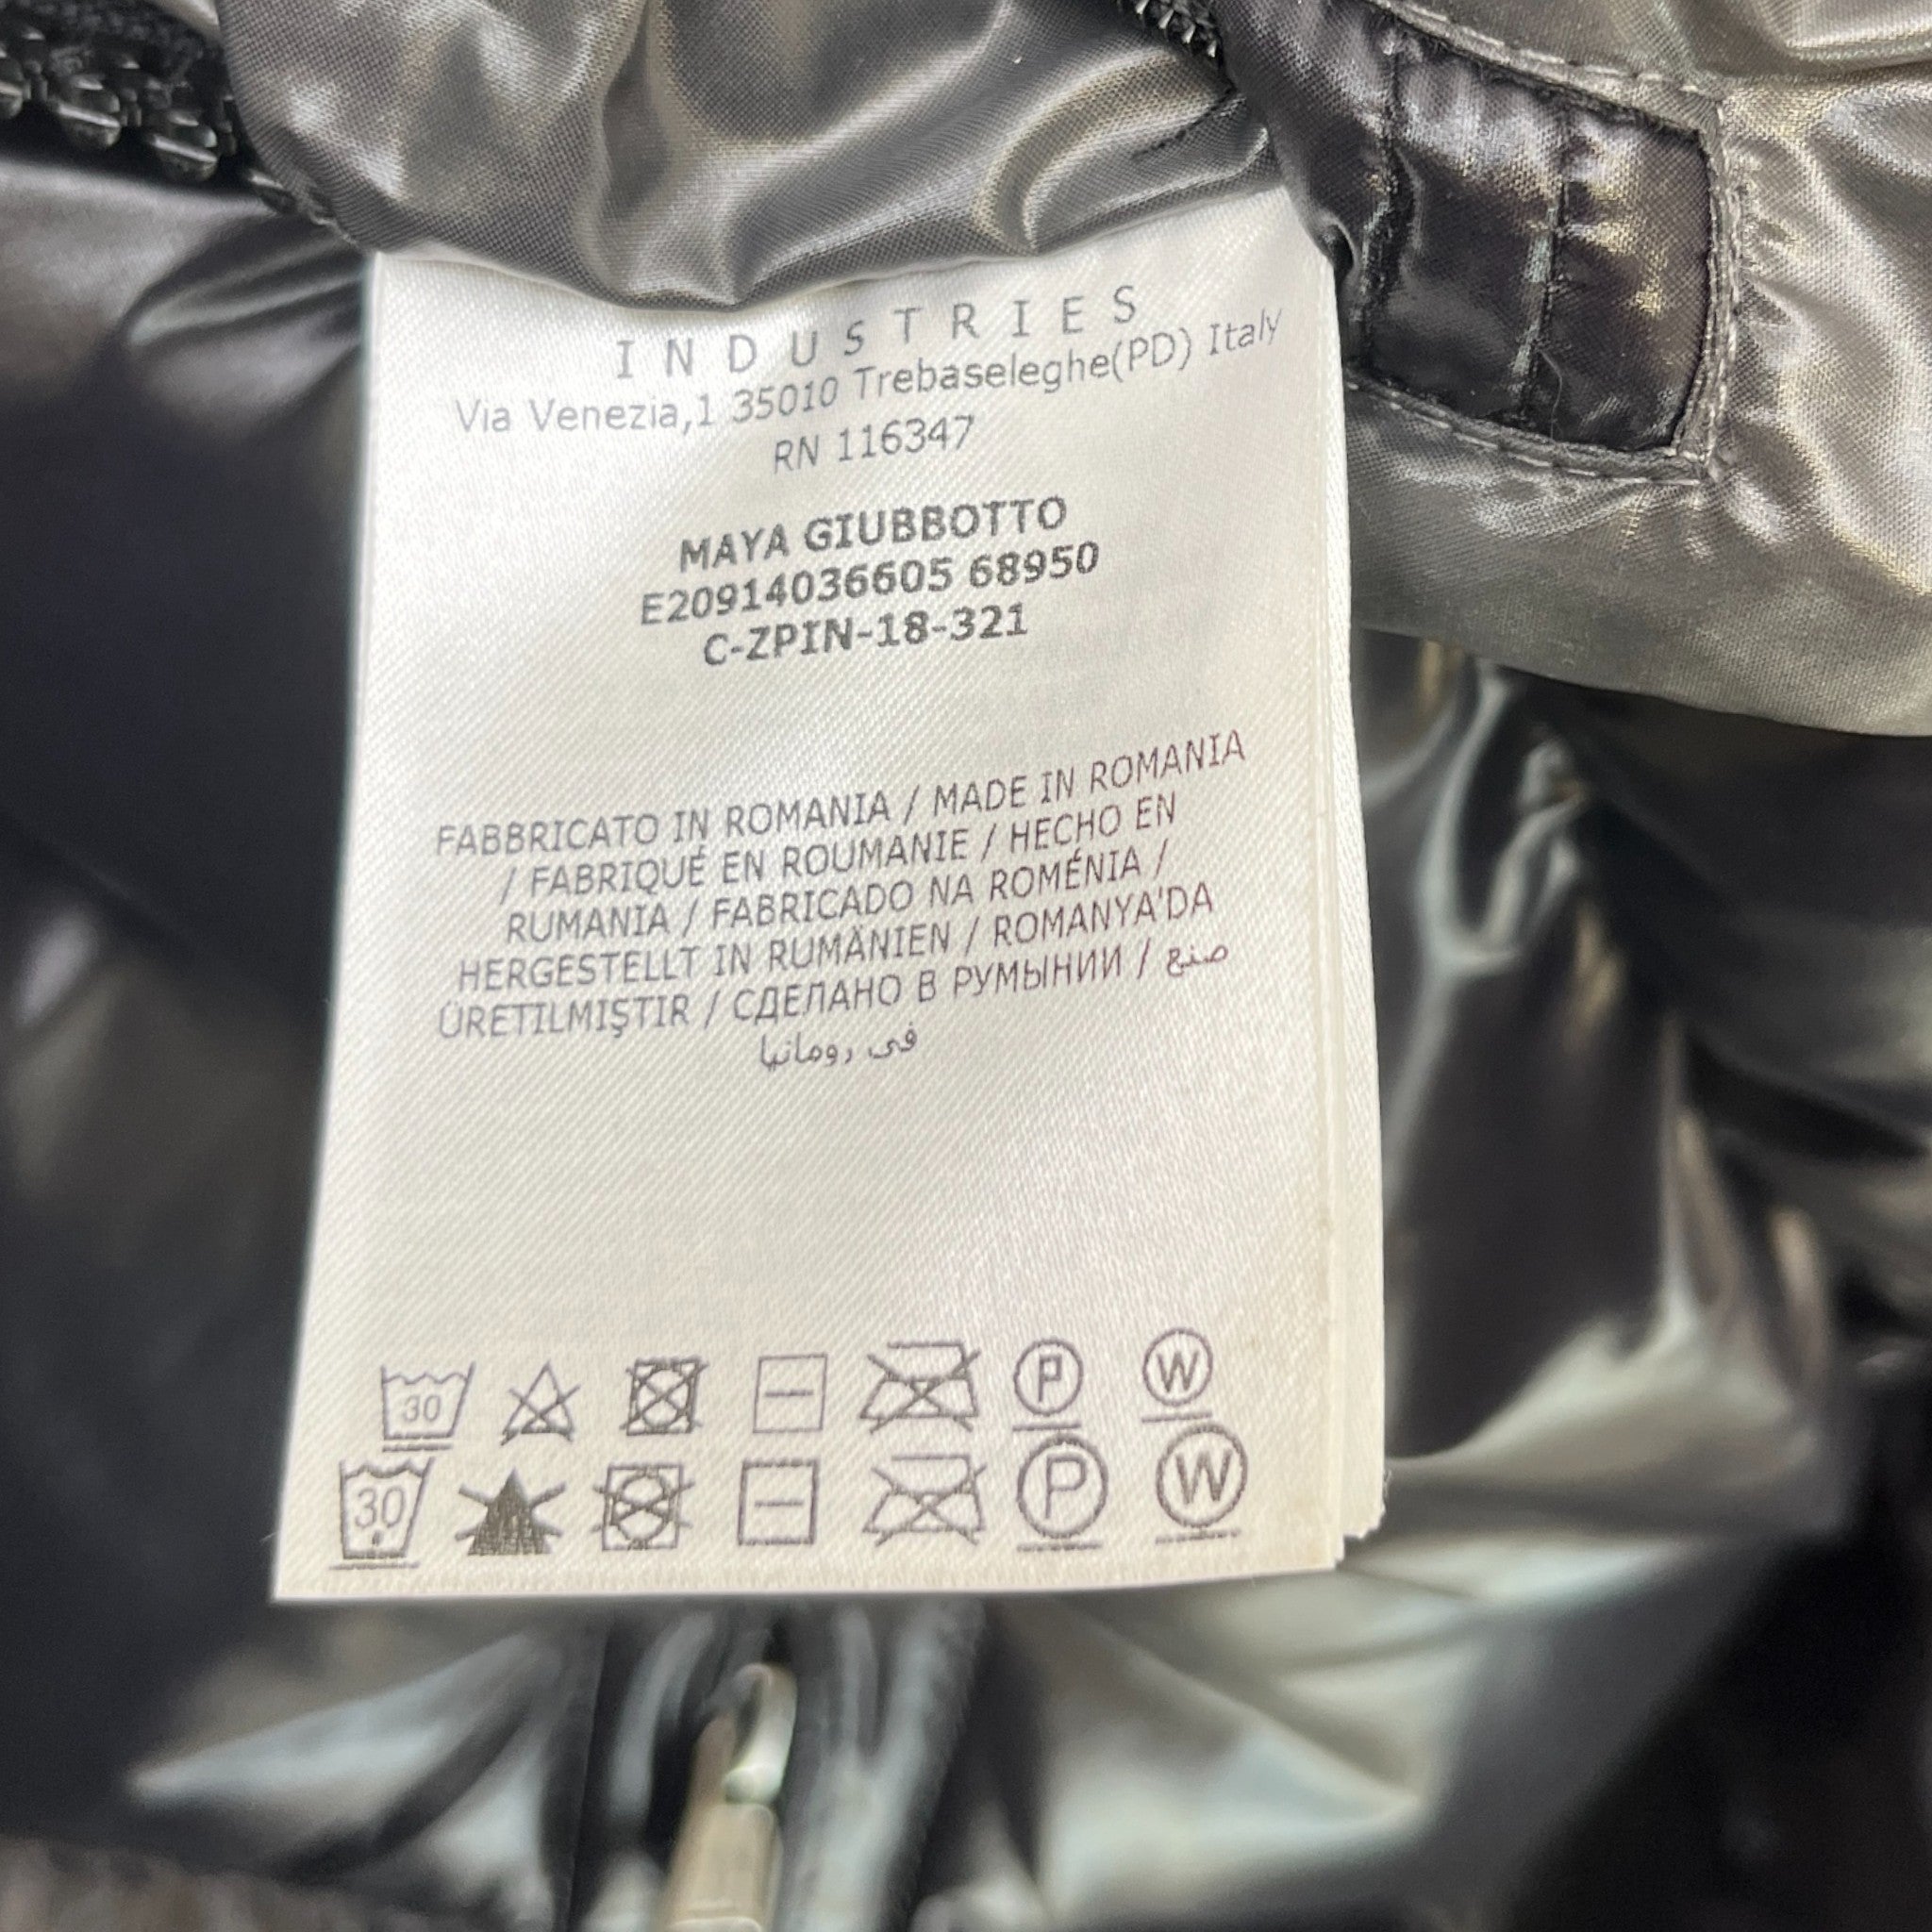 INDUSTRIES
Via Venezia,1 35010 Trebaseleghe(PD) Italy
RN 116347
MAYA GIUBBOTTO
E20914036605 68950
C-ZPIN-18-321
FABBRICATO IN ROMANIA / MADE IN ROMANIA
/ FABRIQUÉ EN ROUMANIE / HECHO EN
RUMANIA / FABRICADO NA ROMÉNIA /
HERGESTELLT IN RUMÄNIEN / ROMANYA'DA
ÜRETILMIŞTIR / СДЕЛАНО В РУМЫНИИ / صنع
في رومانيا
30 P W
30 P W